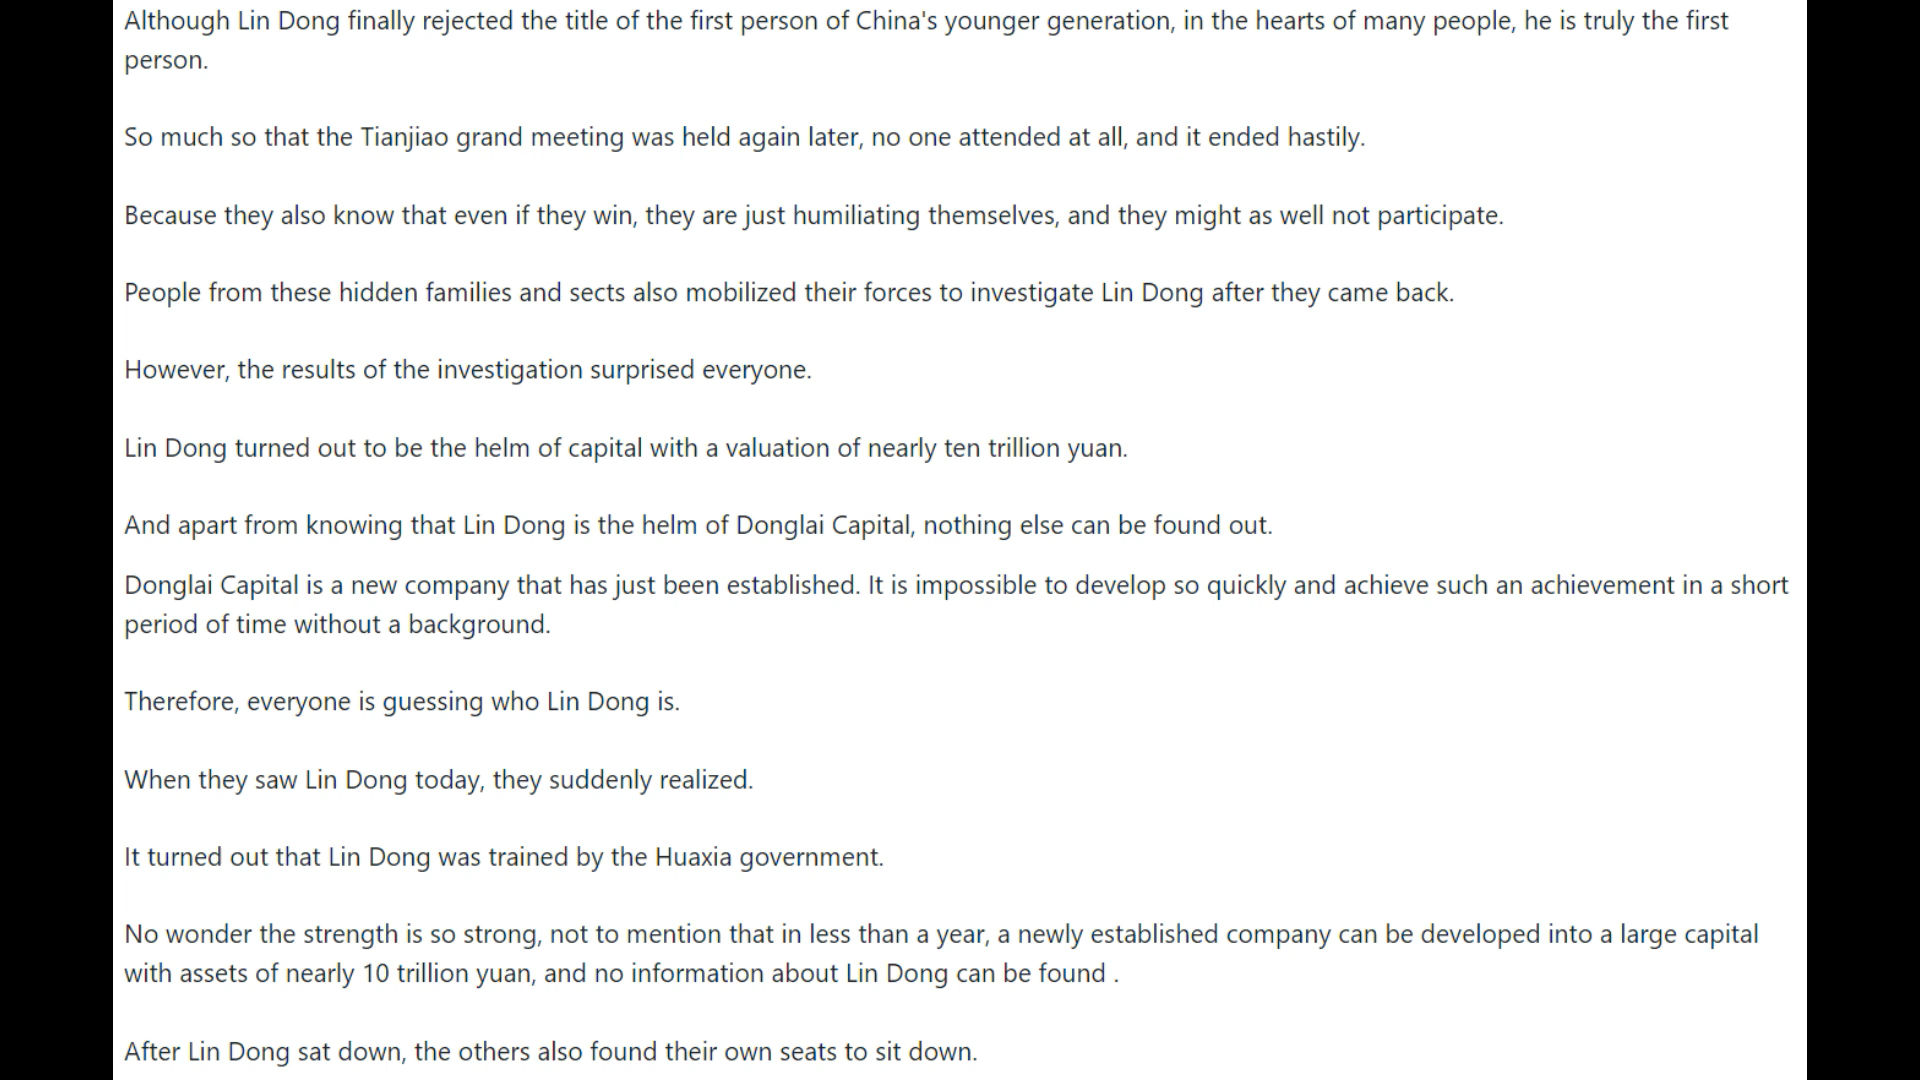 Although Lin Dong finally rejected the title of the first person of China's younger generation, in the hearts of many people, he is truly the first
person.
So much so that the Tianjiao grand meeting was held again later, no one attended at all, and it ended hastily.
Because they also know that even if they win, they are just humiliating themselves, and they might as well not participate.
People from these hidden families and sects also mobilized their forces to investigate Lin Dong after they came back.
However, the results of the investigation surprised everyone.
Lin Dong turned out to be the helm of capital with a valuation of nearly ten trillion yuan.
And apart from knowing that Lin Dong is the helm of Donglai Capital, nothing else can be found out.
Donglai Capital is a new company that has just been established. It is impossible to develop so quickly and achieve such an achievement in a short
period of time without a background.
Therefore, everyone is guessing who Lin Dong is.
When they saw Lin Dong today, they suddenly realized.
It turned out that Lin Dong was trained by the Huaxia government.
No wonder the strength is so strong, not to mention that in less than a year, a newly established company can be developed into a large capital
with assets of nearly 10 trillion yuan, and no information about Lin Dong can be found .
After Lin Dong sat down, the others also found their own seats to sit down.